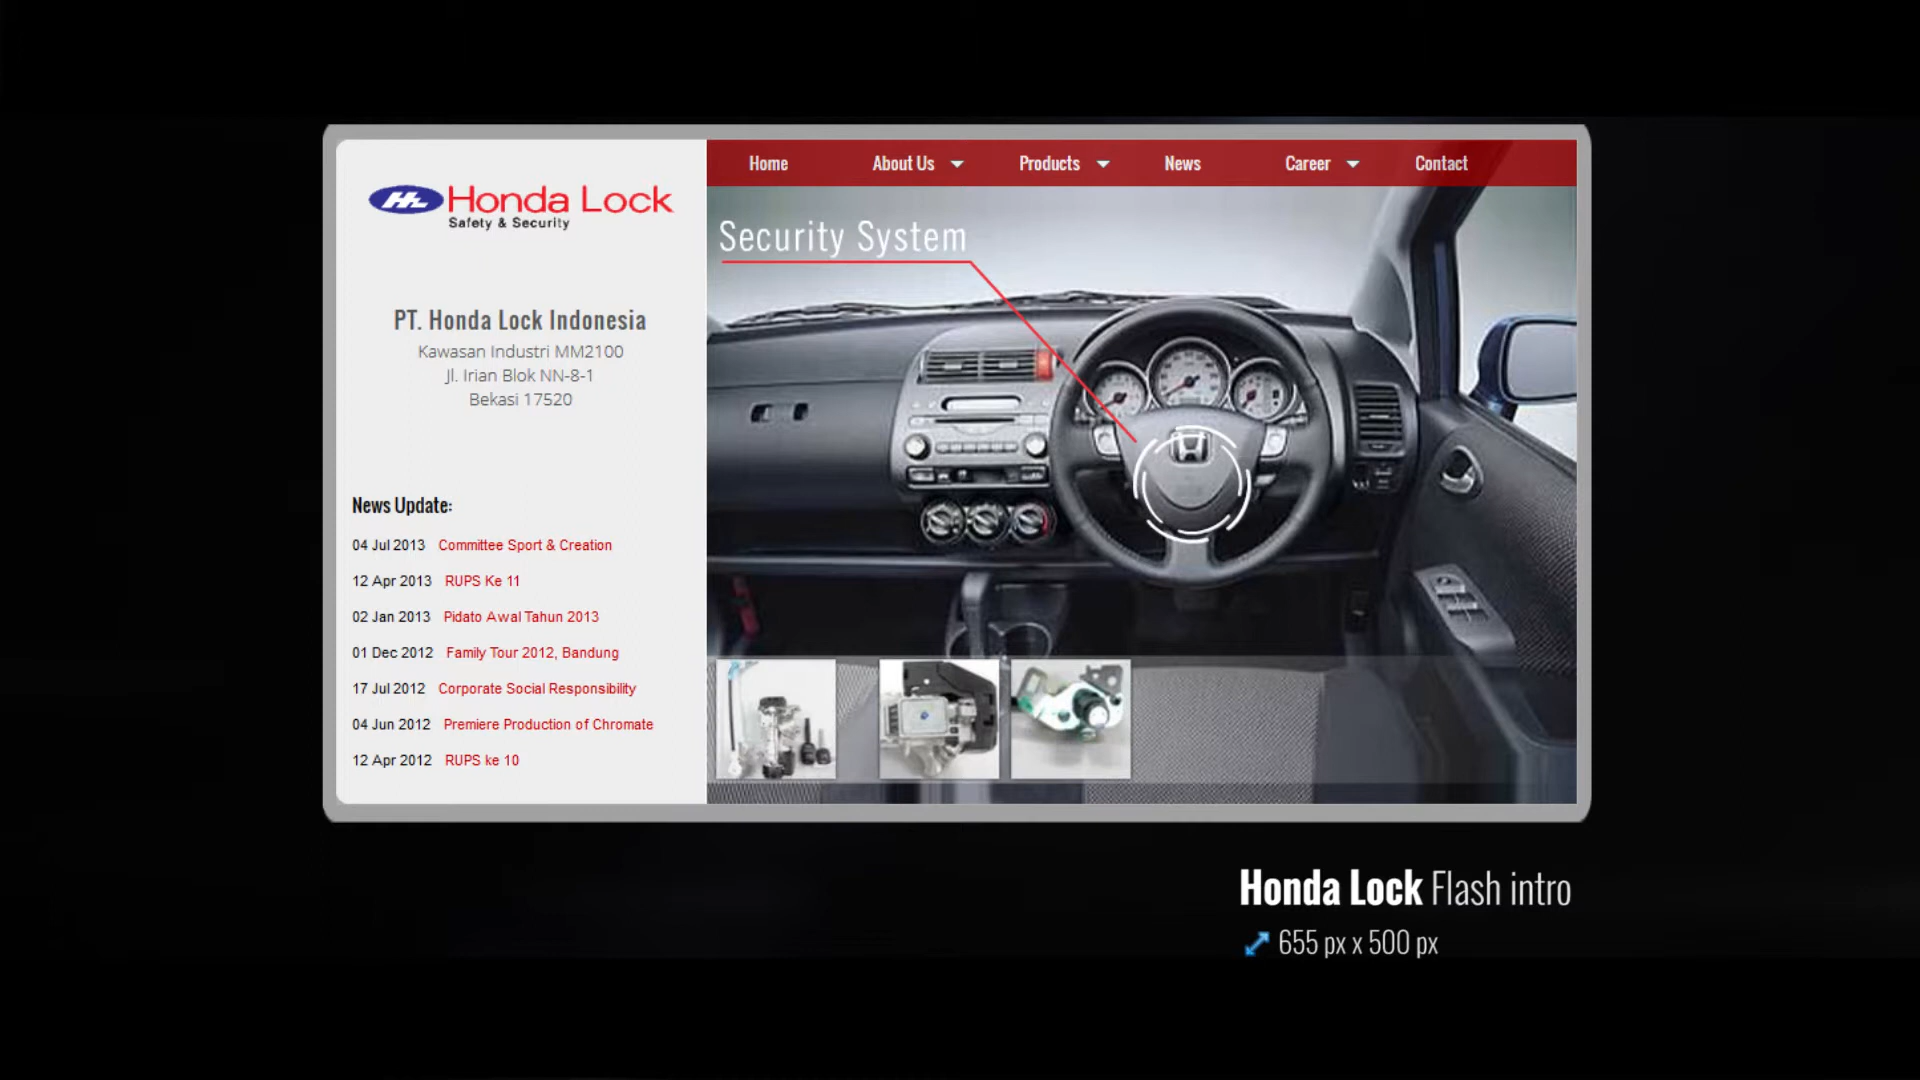 Home About Us Products News Career Contact
HL Honda Lock
Safety & Security
Security System
PT. Honda Lock Indonesia
Kawasan Industri MM2100
Jl. Irian Blok NN-8-1
Bekasi 17520
News Update:
04 Jul 2013 Committee Sport & Creation
12 Apr 2013 RUPS Ke 11
02 Jan 2013 Pidato Awal Tahun 2013
01 Dec 2012 Family Tour 2012, Bandung
17 Jul 2012 Corporate Social Responsibility
04 Jun 2012 Premiere Production of Chromate
12 Apr 2012 RUPS ke 10
Honda Lock Flash intro
655 px x 500 px